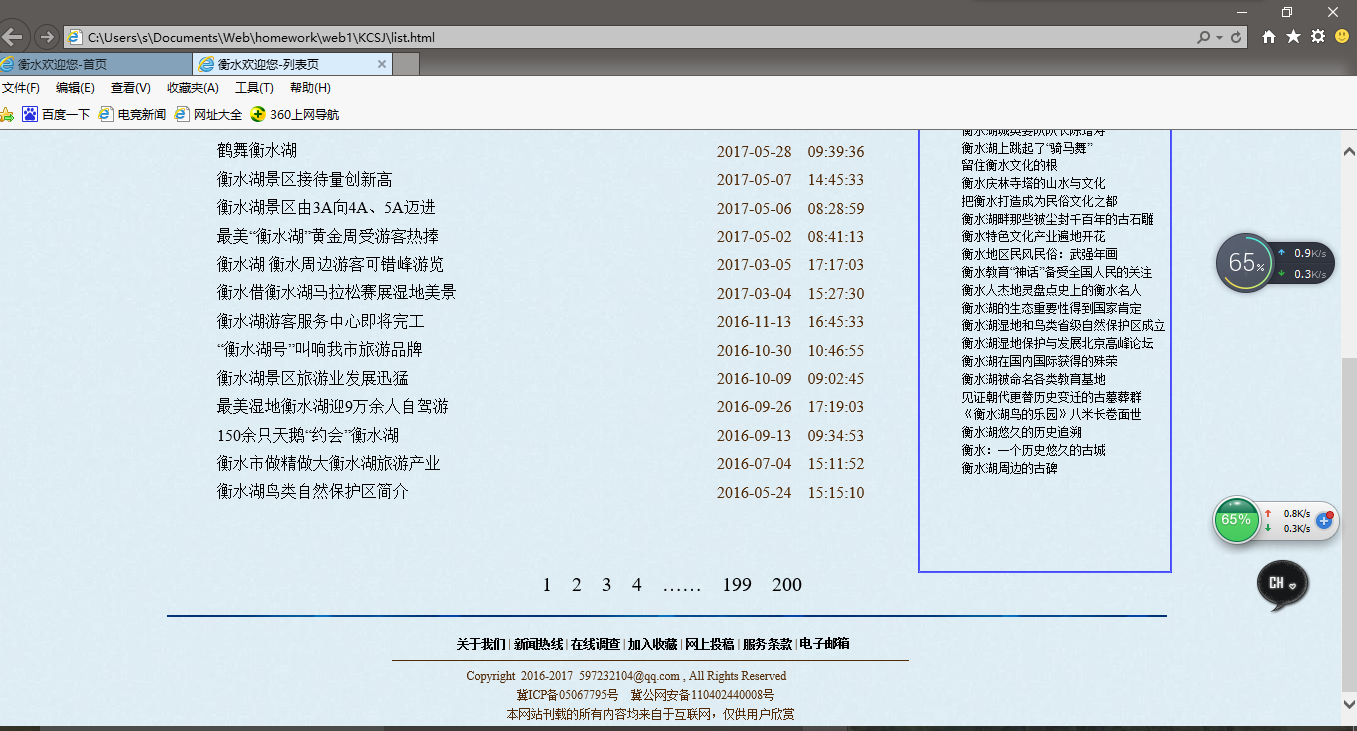 C:\Users\s\Documents\Web\homework\web1\KCSJ\list.html
衡水欢迎您-首页 衡水欢迎您-列表页
文件(F) 编辑(E) 查看(V) 收藏夹(A) 工具(T) 帮助(H)
百度一下 电竞新闻 网址大全 360上网导航
鹤舞衡水湖 2017-05-28 09:39:36
衡水湖景区接待量创新高 2017-05-07 14:45:33
衡水湖景区由3A向4A、5A迈进 2017-05-06 08:28:59
最美“衡水湖”黄金周受游客热捧 2017-05-02 08:41:13
衡水湖 衡水周边游客可错峰游览 2017-03-05 17:17:03
衡水借衡水湖马拉松赛展湿地美景 2017-03-04 15:27:30
衡水湖游客服务中心即将完工 2016-11-13 16:45:33
“衡水湖号”叫响我市旅游品牌 2016-10-30 10:46:55
衡水湖景区旅游业发展迅猛 2016-10-09 09:02:45
最美湿地衡水湖迎9万余人自驾游 2016-09-26 17:19:03
150余只天鹅“约会”衡水湖 2016-09-13 09:34:53
衡水市做精做大衡水湖旅游产业 2016-07-04 15:11:52
衡水湖鸟类自然保护区简介 2016-05-24 15:15:10
衡水湖上跳起了“骑马舞”
留住衡水文化的根
衡水庆林寺塔的山水与文化
把衡水打造成为民俗文化之都
衡水湖畔那些被尘封千百年的古石雕
衡水特色文化产业遍地开花
衡水地区民风民俗：武强年画
衡水教育“神话”备受全国人民的关注
衡水人杰地灵盘点史上的衡水名人
衡水湖的生态重要性得到国家肯定
衡水湖湿地和鸟类省级自然保护区成立
衡水湖湿地保护与发展北京高峰论坛
衡水湖在国内国际获得的殊荣
衡水湖被命名各类教育基地
见证朝代更替历史变迁的古墓葬群
《衡水湖鸟的乐园》八米长卷面世
衡水湖悠久的历史追溯
衡水：一个历史悠久的古城
衡水湖周边的古碑
65% 0.9K/s
0.3K/s
65% 0.8K/s
0.3K/s
CH
1 2 3 4 …… 199 200
关于我们 | 新闻热线 | 在线调查 | 加入收藏 | 网上投稿 | 服务条款 | 电子邮箱
Copyright 2016-2017 597232104@qq.com , All Rights Reserved
冀ICP备05067795号 冀公网安备110402440008号
本网站刊载的所有内容均来自于互联网，仅供用户欣赏